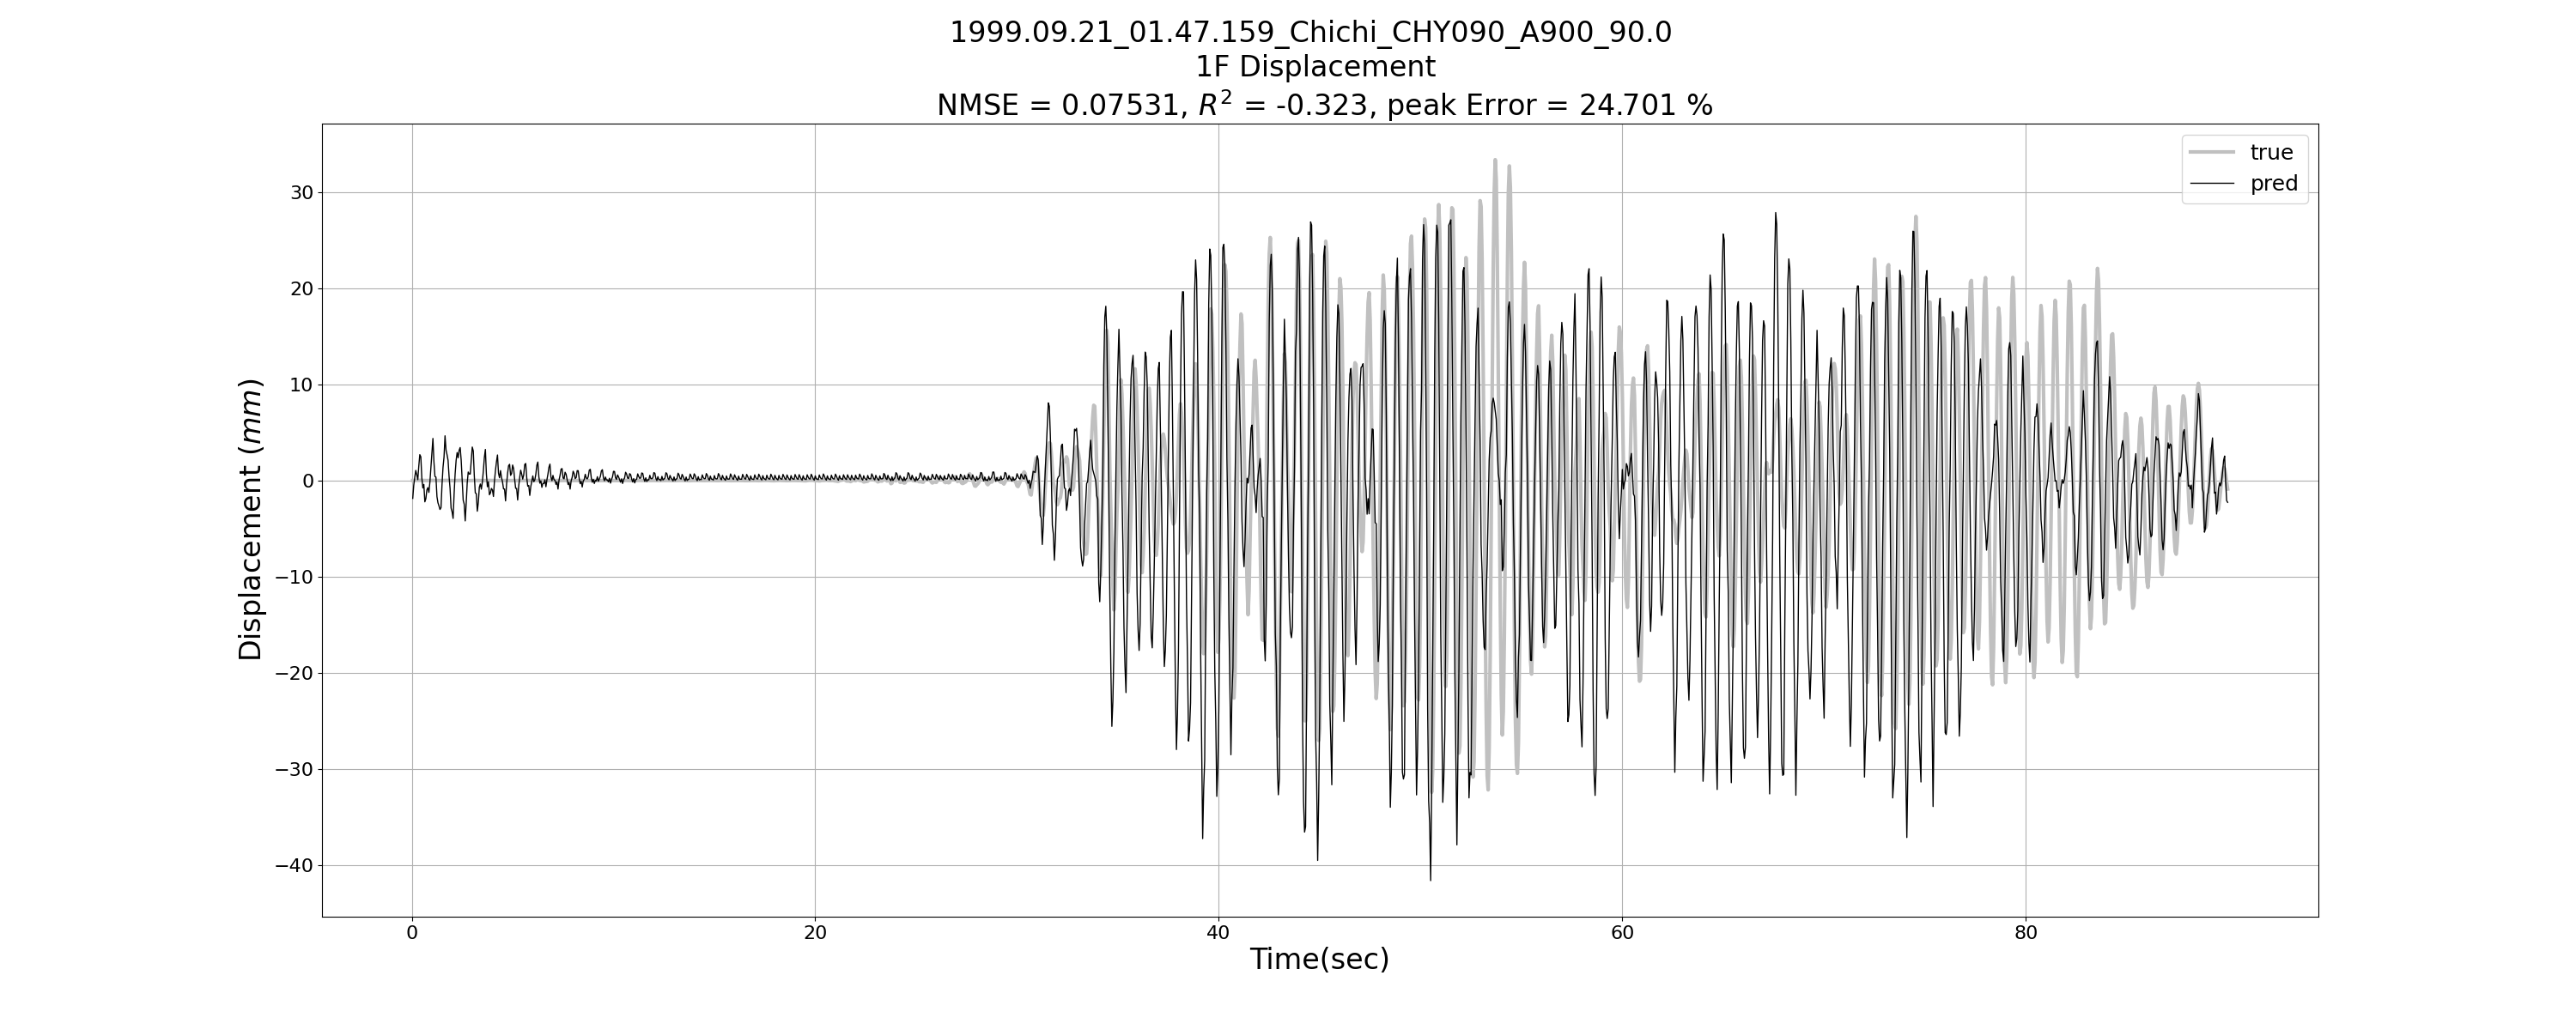 1999.09.21_01.47.159_Chichi_CHY090_A900_90.0
1F Displacement
NMSE = 0.07531, R² = -0.323, peak Error = 24.701 %
true
pred
Displacement (mm)
30
20
10
0
−10
−20
−30
−40
0 20 40 60 80
Time(sec)